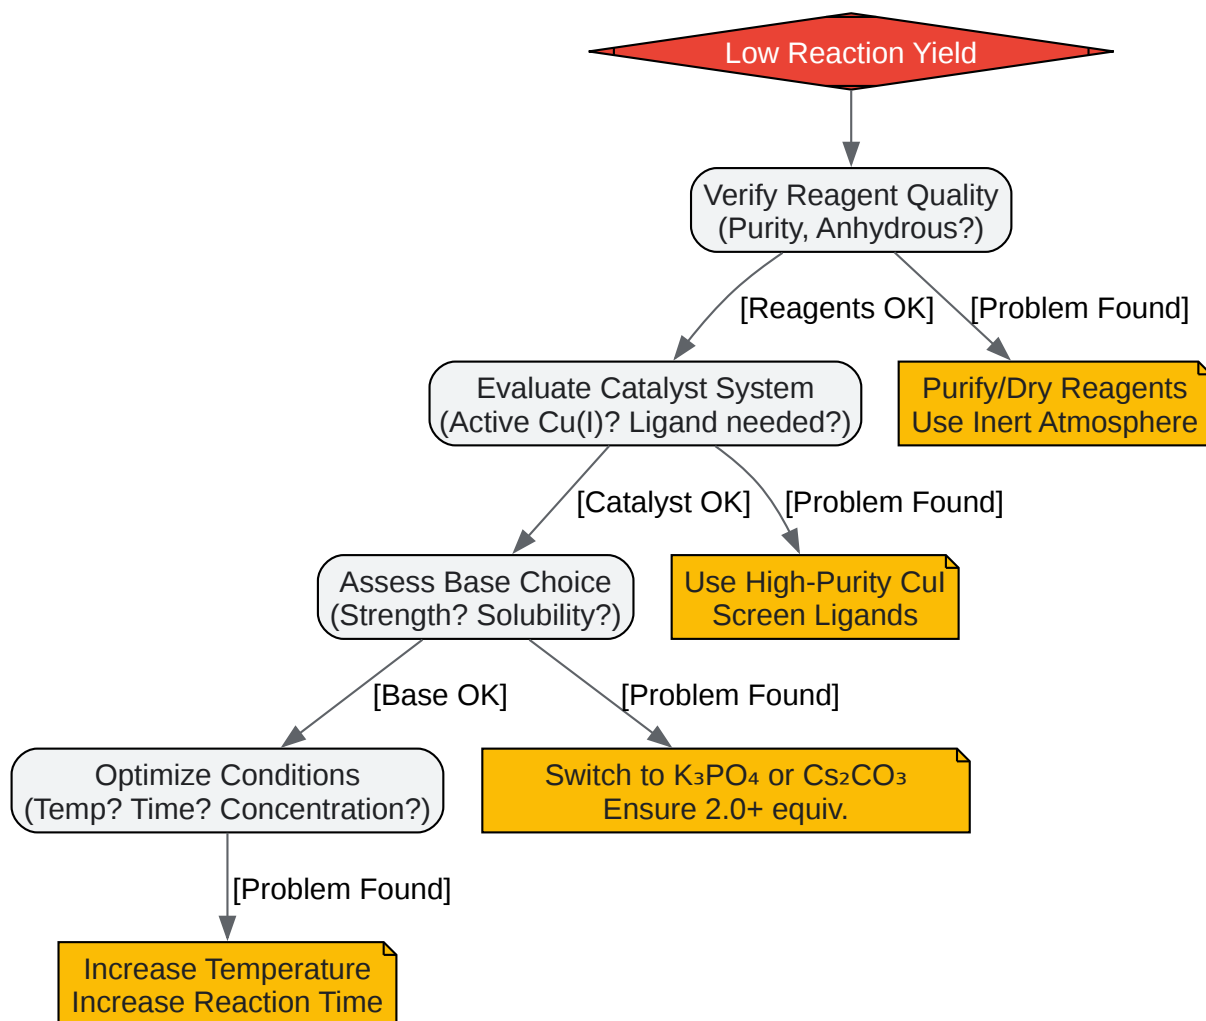 Low Reaction Yield
Verify Reagent Quality
(Purity, Anhydrous?)
[Reagents OK]
[Problem Found]
Evaluate Catalyst System
(Active Cu(I)? Ligand needed?)
Purify/Dry Reagents
Use Inert Atmosphere
[Catalyst OK]
[Problem Found]
Assess Base Choice
(Strength? Solubility?)
Use High-Purity CuI
Screen Ligands
[Base OK]
[Problem Found]
Optimize Conditions
(Temp? Time? Concentration?)
Switch to K₃PO₄ or Cs₂CO₃
Ensure 2.0+ equiv.
[Problem Found]
Increase Temperature
Increase Reaction Time